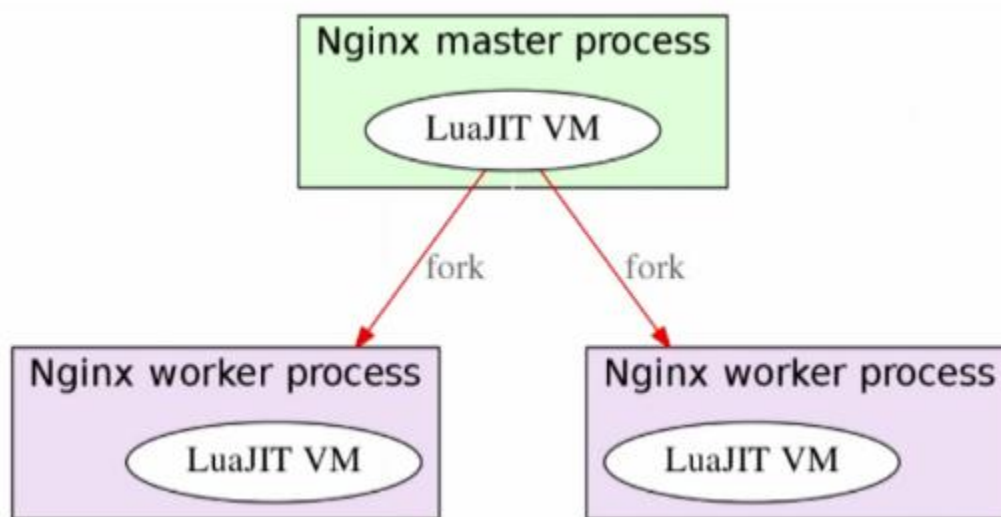 Nginx master process
LuaJIT VM
fork
fork
Nginx worker process
LuaJIT VM
Nginx worker process
LuaJIT VM